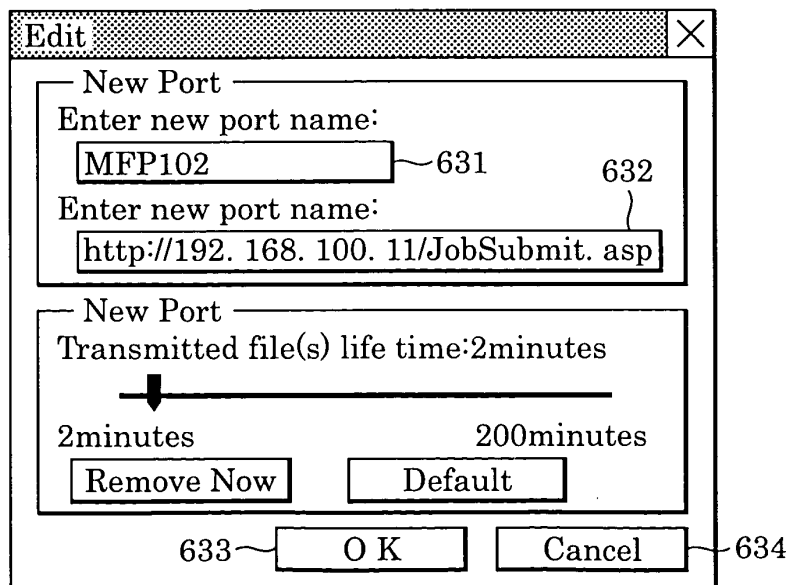 Edit
New Port
Enter new port name:
MFP102
631
632
Enter new port name:
http://192. 168. 100. 11/JobSubmit. asp
New Port
Transmitted file(s) life time:2minutes
2minutes 200minutes
Remove Now Default
633 O K Cancel 634